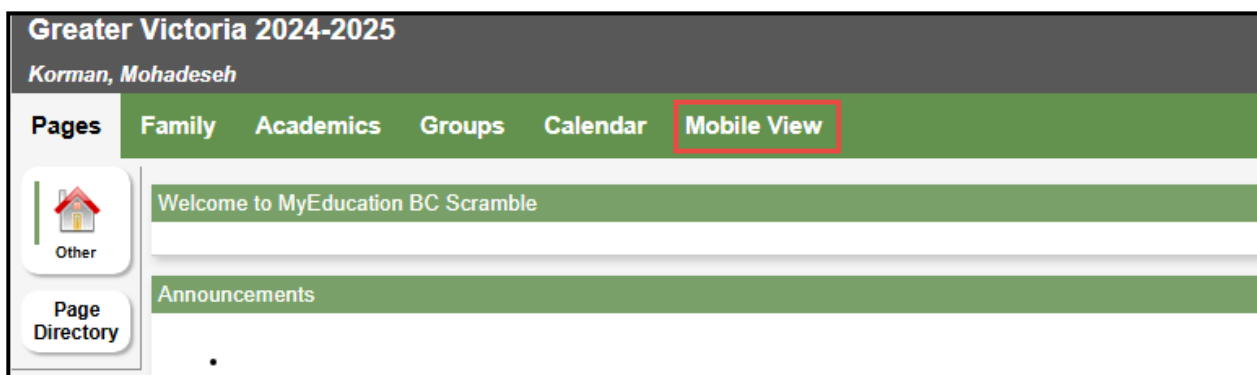 Greater Victoria 2024-2025
Korman, Mohadeseh
Pages Family Academics Groups Calendar Mobile View
Other
Page
Directory
Welcome to MyEducation BC Scramble
Announcements